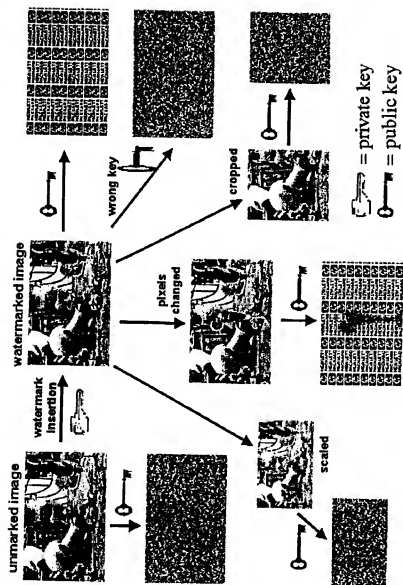 unmarked image
watermark
insertion
watermarked image
wrong key
pixels
changed
cropped
scaled
= private key
= public key